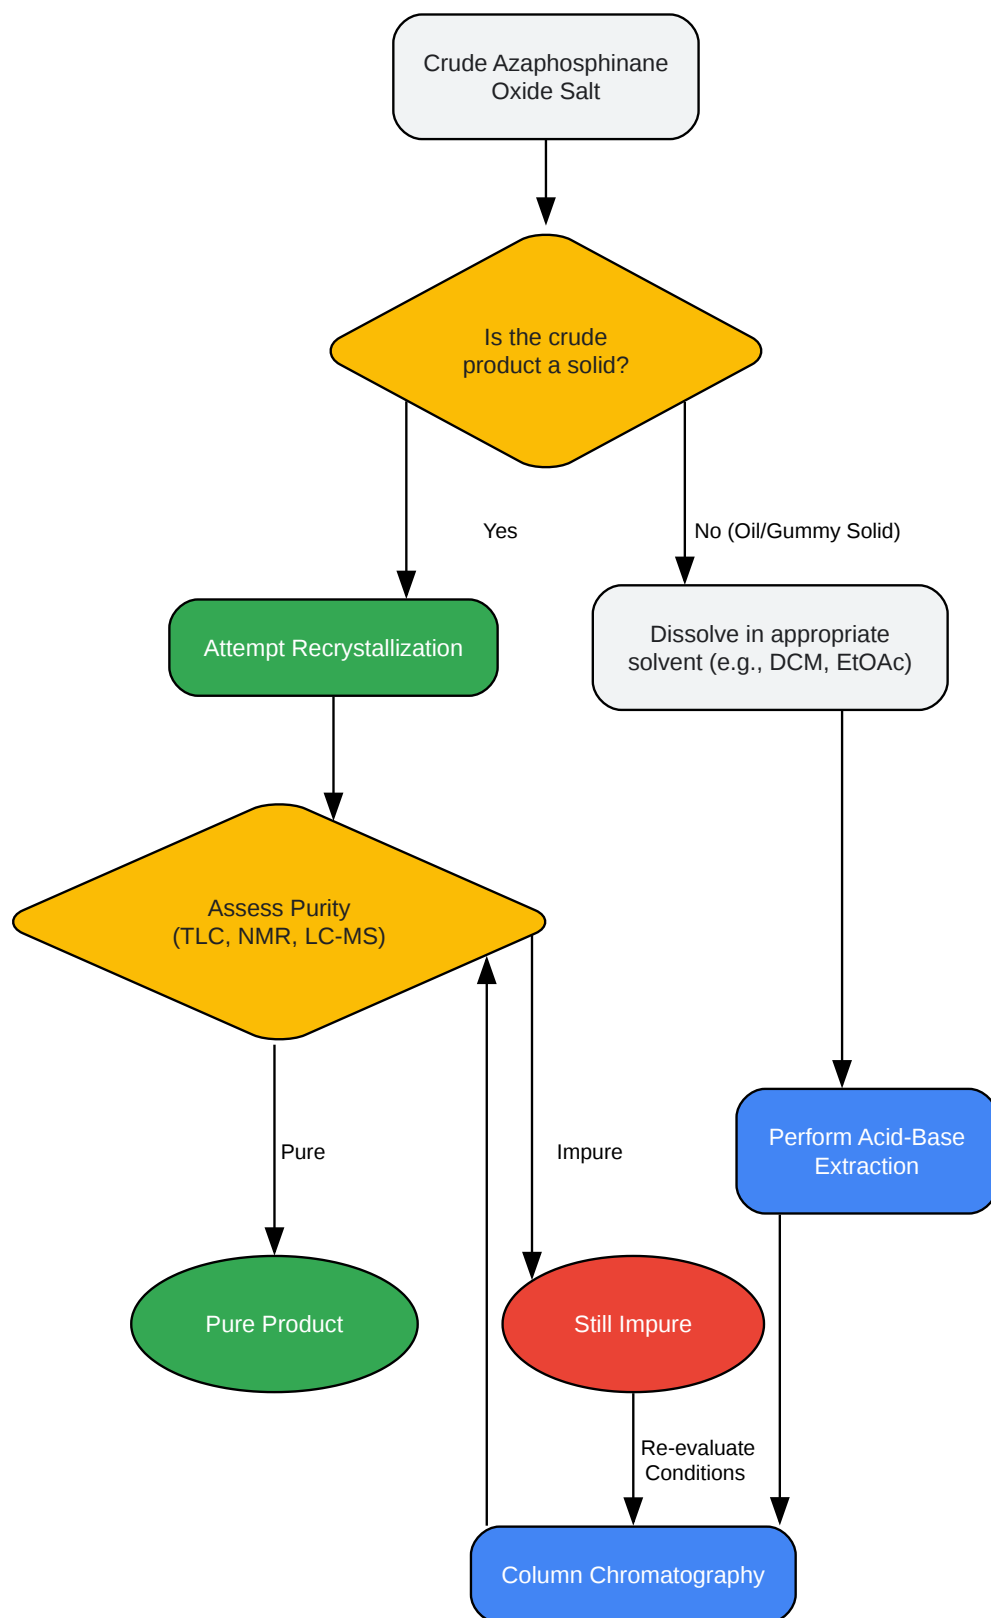 Crude Azaphosphinane
Oxide Salt
Is the crude
product a solid?
Yes
No (Oil/Gummy Solid)
Attempt Recrystallization
Dissolve in appropriate
solvent (e.g., DCM, EtOAc)
Assess Purity
(TLC, NMR, LC-MS)
Perform Acid-Base
Extraction
Pure
Impure
Pure Product
Still Impure
Re-evaluate
Conditions
Column Chromatography